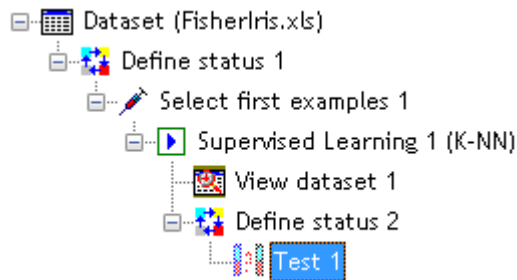 Dataset (FisherIris.xls)
Define status 1
Select first examples 1
Supervised Learning 1 (K-NN)
View dataset 1
Define status 2
Test 1